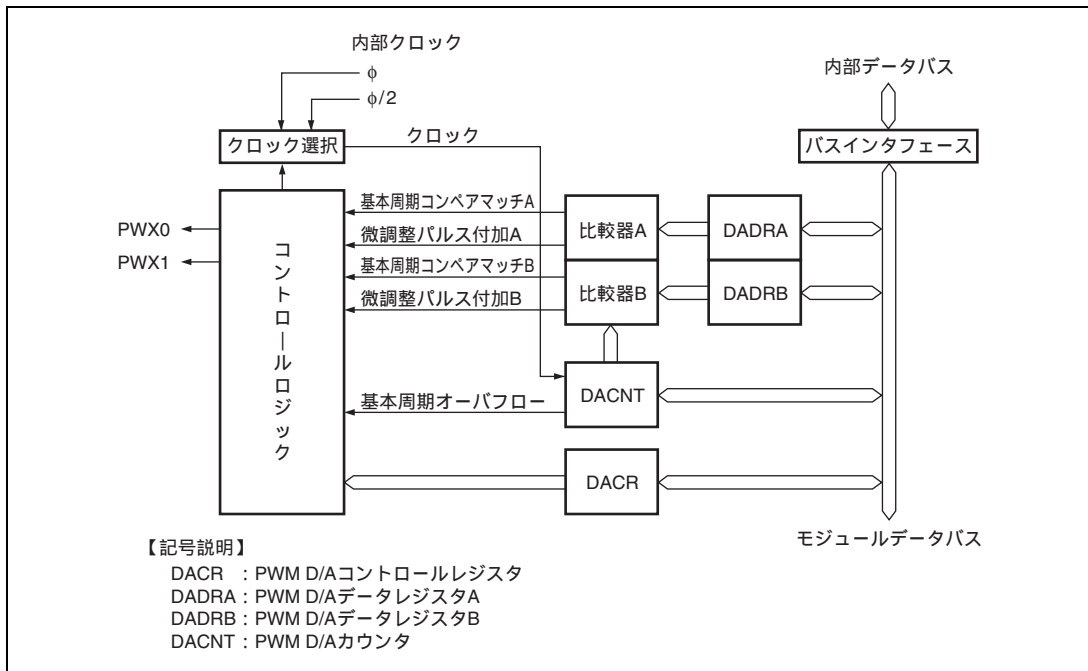 内部クロック
φ
φ/2
内部データバス
クロック選択
クロック
バスインタフェース
基本周期コンペアマッチA
微調整パルス付加A
基本周期コンペアマッチB
微調整パルス付加B
比較器A
DADRA
比較器B
DADRB
PWX0
PWX1
コントロールロジック
DACNT
基本周期オーバフロー
DACR
モジュールデータバス
【記号説明】
DACR :PWM D/Aコントロールレジスタ
DADRA:PWM D/AデータレジスタA
DADRB:PWM D/AデータレジスタB
DACNT:PWM D/Aカウンタ